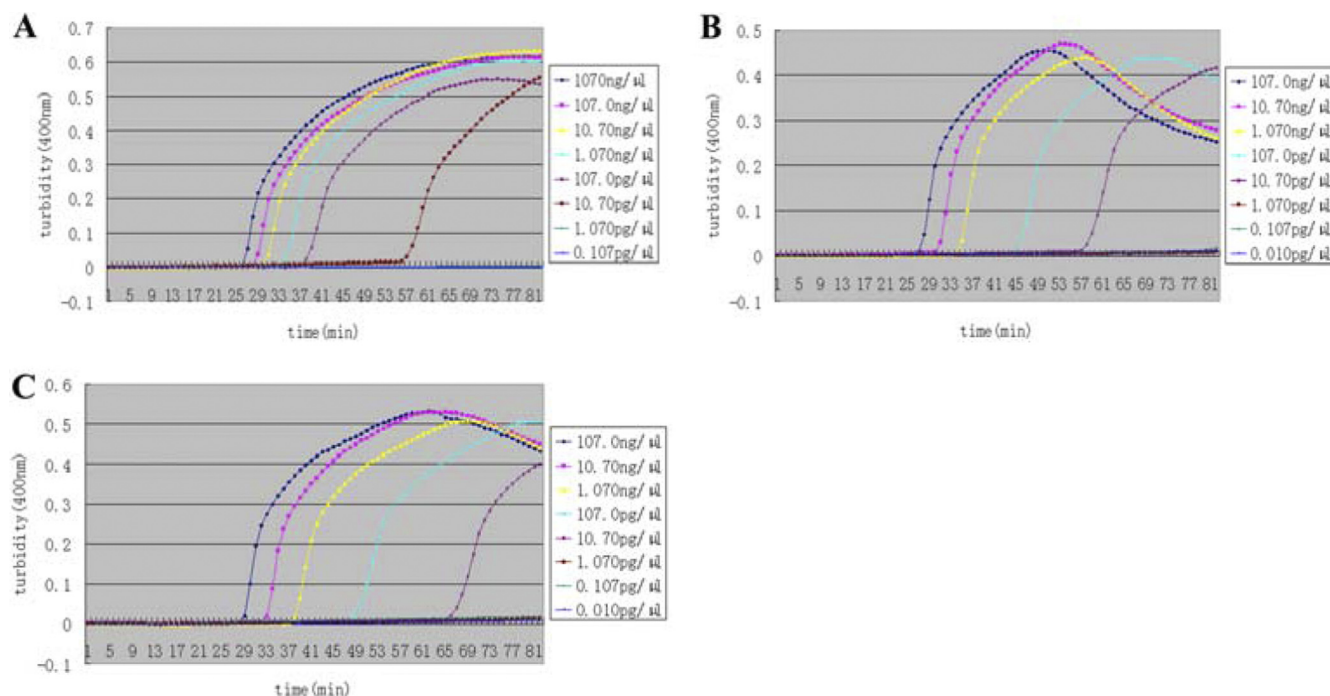 A
0.7
0.6
0.5
0.4
0.3
0.2
0.1
0
-0.1
turbidity(400nm)
1 5 9 13 17 21 25 29 33 37 41 45 49 53 57 61 65 69 73 77 81
time(min)
1070ng/μl
107.0ng/μl
10.70ng/μl
1.070ng/μl
107.0pg/μl
10.70pg/μl
1.070pg/μl
0.107pg/μl
B
0.5
0.4
0.3
0.2
0.1
0
-0.1
turbidity(400nm)
1 5 9 13 17 21 25 29 33 37 41 45 49 53 57 61 65 69 73 77 81
time(min)
107.0ng/μl
10.70ng/μl
1.070ng/μl
107.0pg/μl
10.70pg/μl
1.070pg/μl
0.107pg/μl
0.010pg/μl
C
0.6
0.5
0.4
0.3
0.2
0.1
0
-0.1
turbidity(400nm)
1 5 9 13 17 21 25 29 33 37 41 45 49 53 57 61 65 69 73 77 81
time(min)
107.0ng/μl
10.70ng/μl
1.070ng/μl
107.0pg/μl
10.70pg/μl
1.070pg/μl
0.107pg/μl
0.010pg/μl